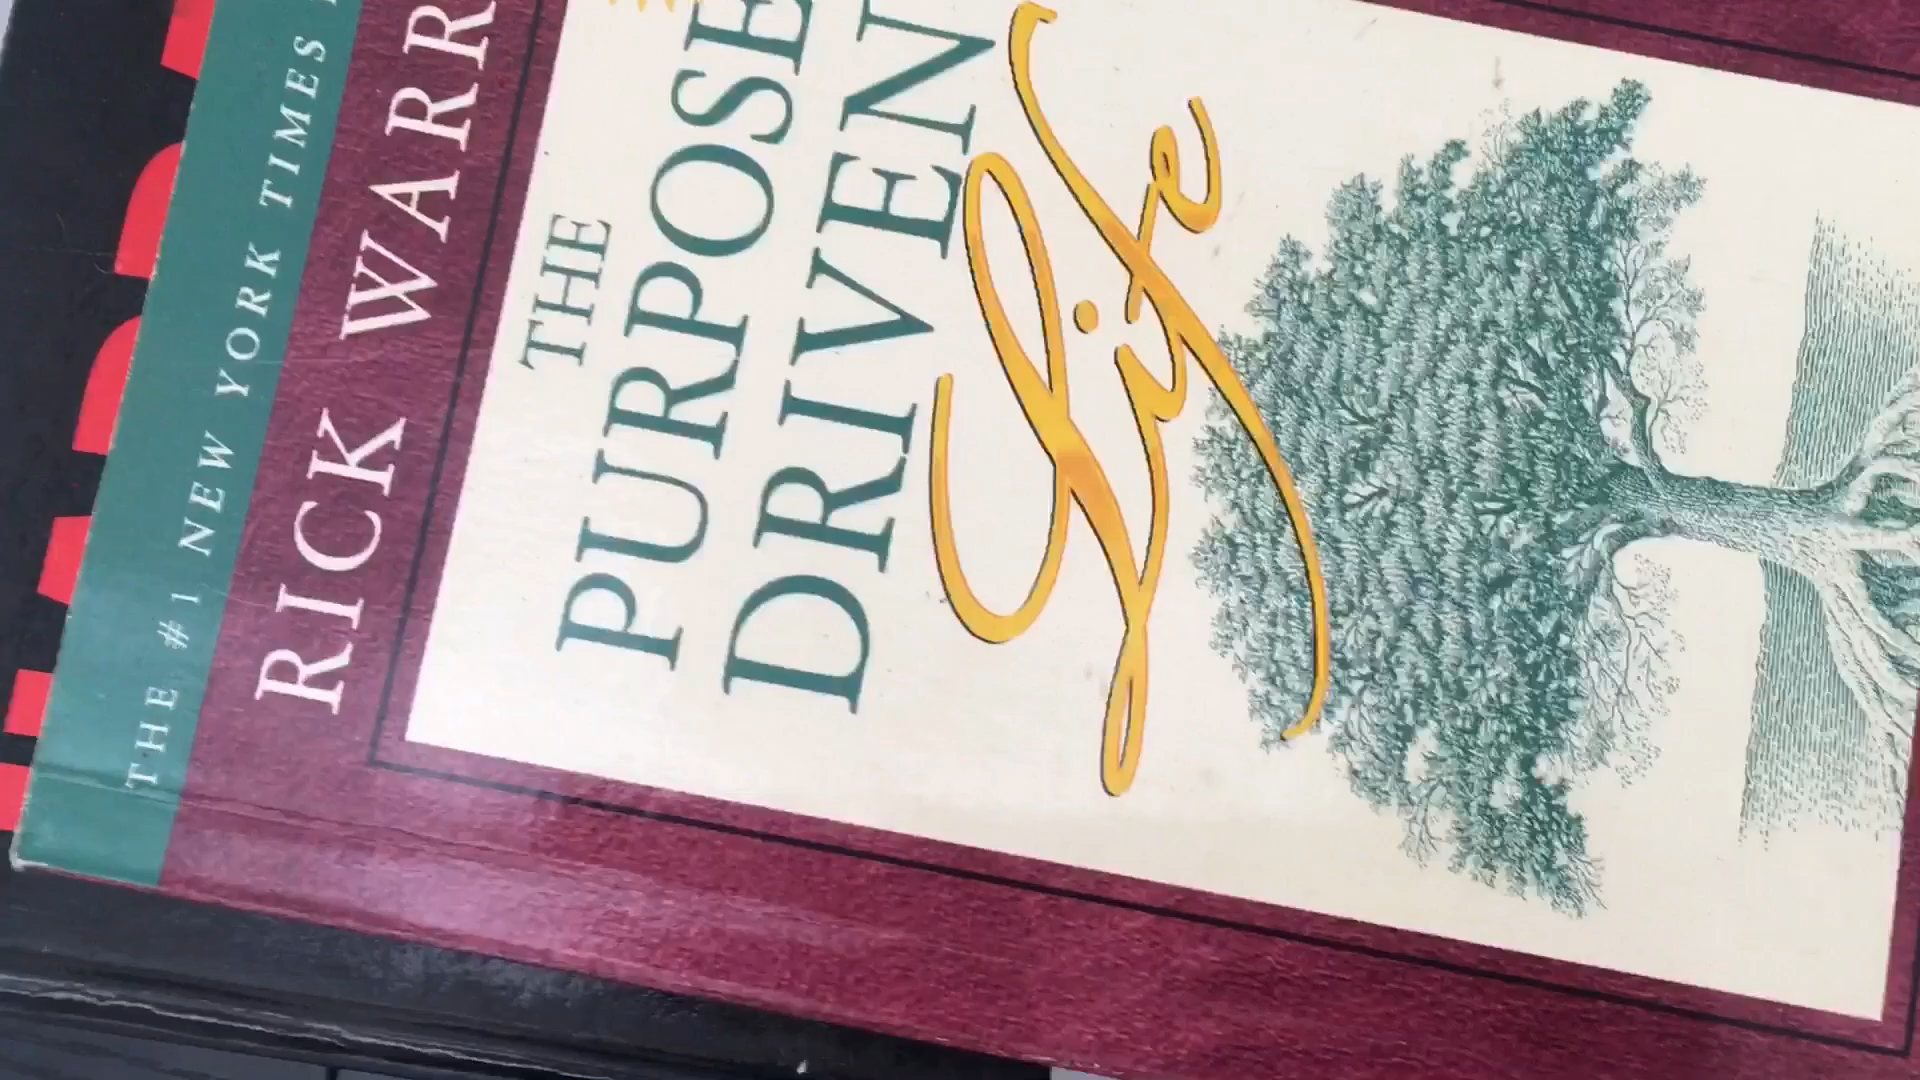 THE #1 NEW YORK TIMES
RICK WARR
THE
PURPOSE
DRIVEN
Life